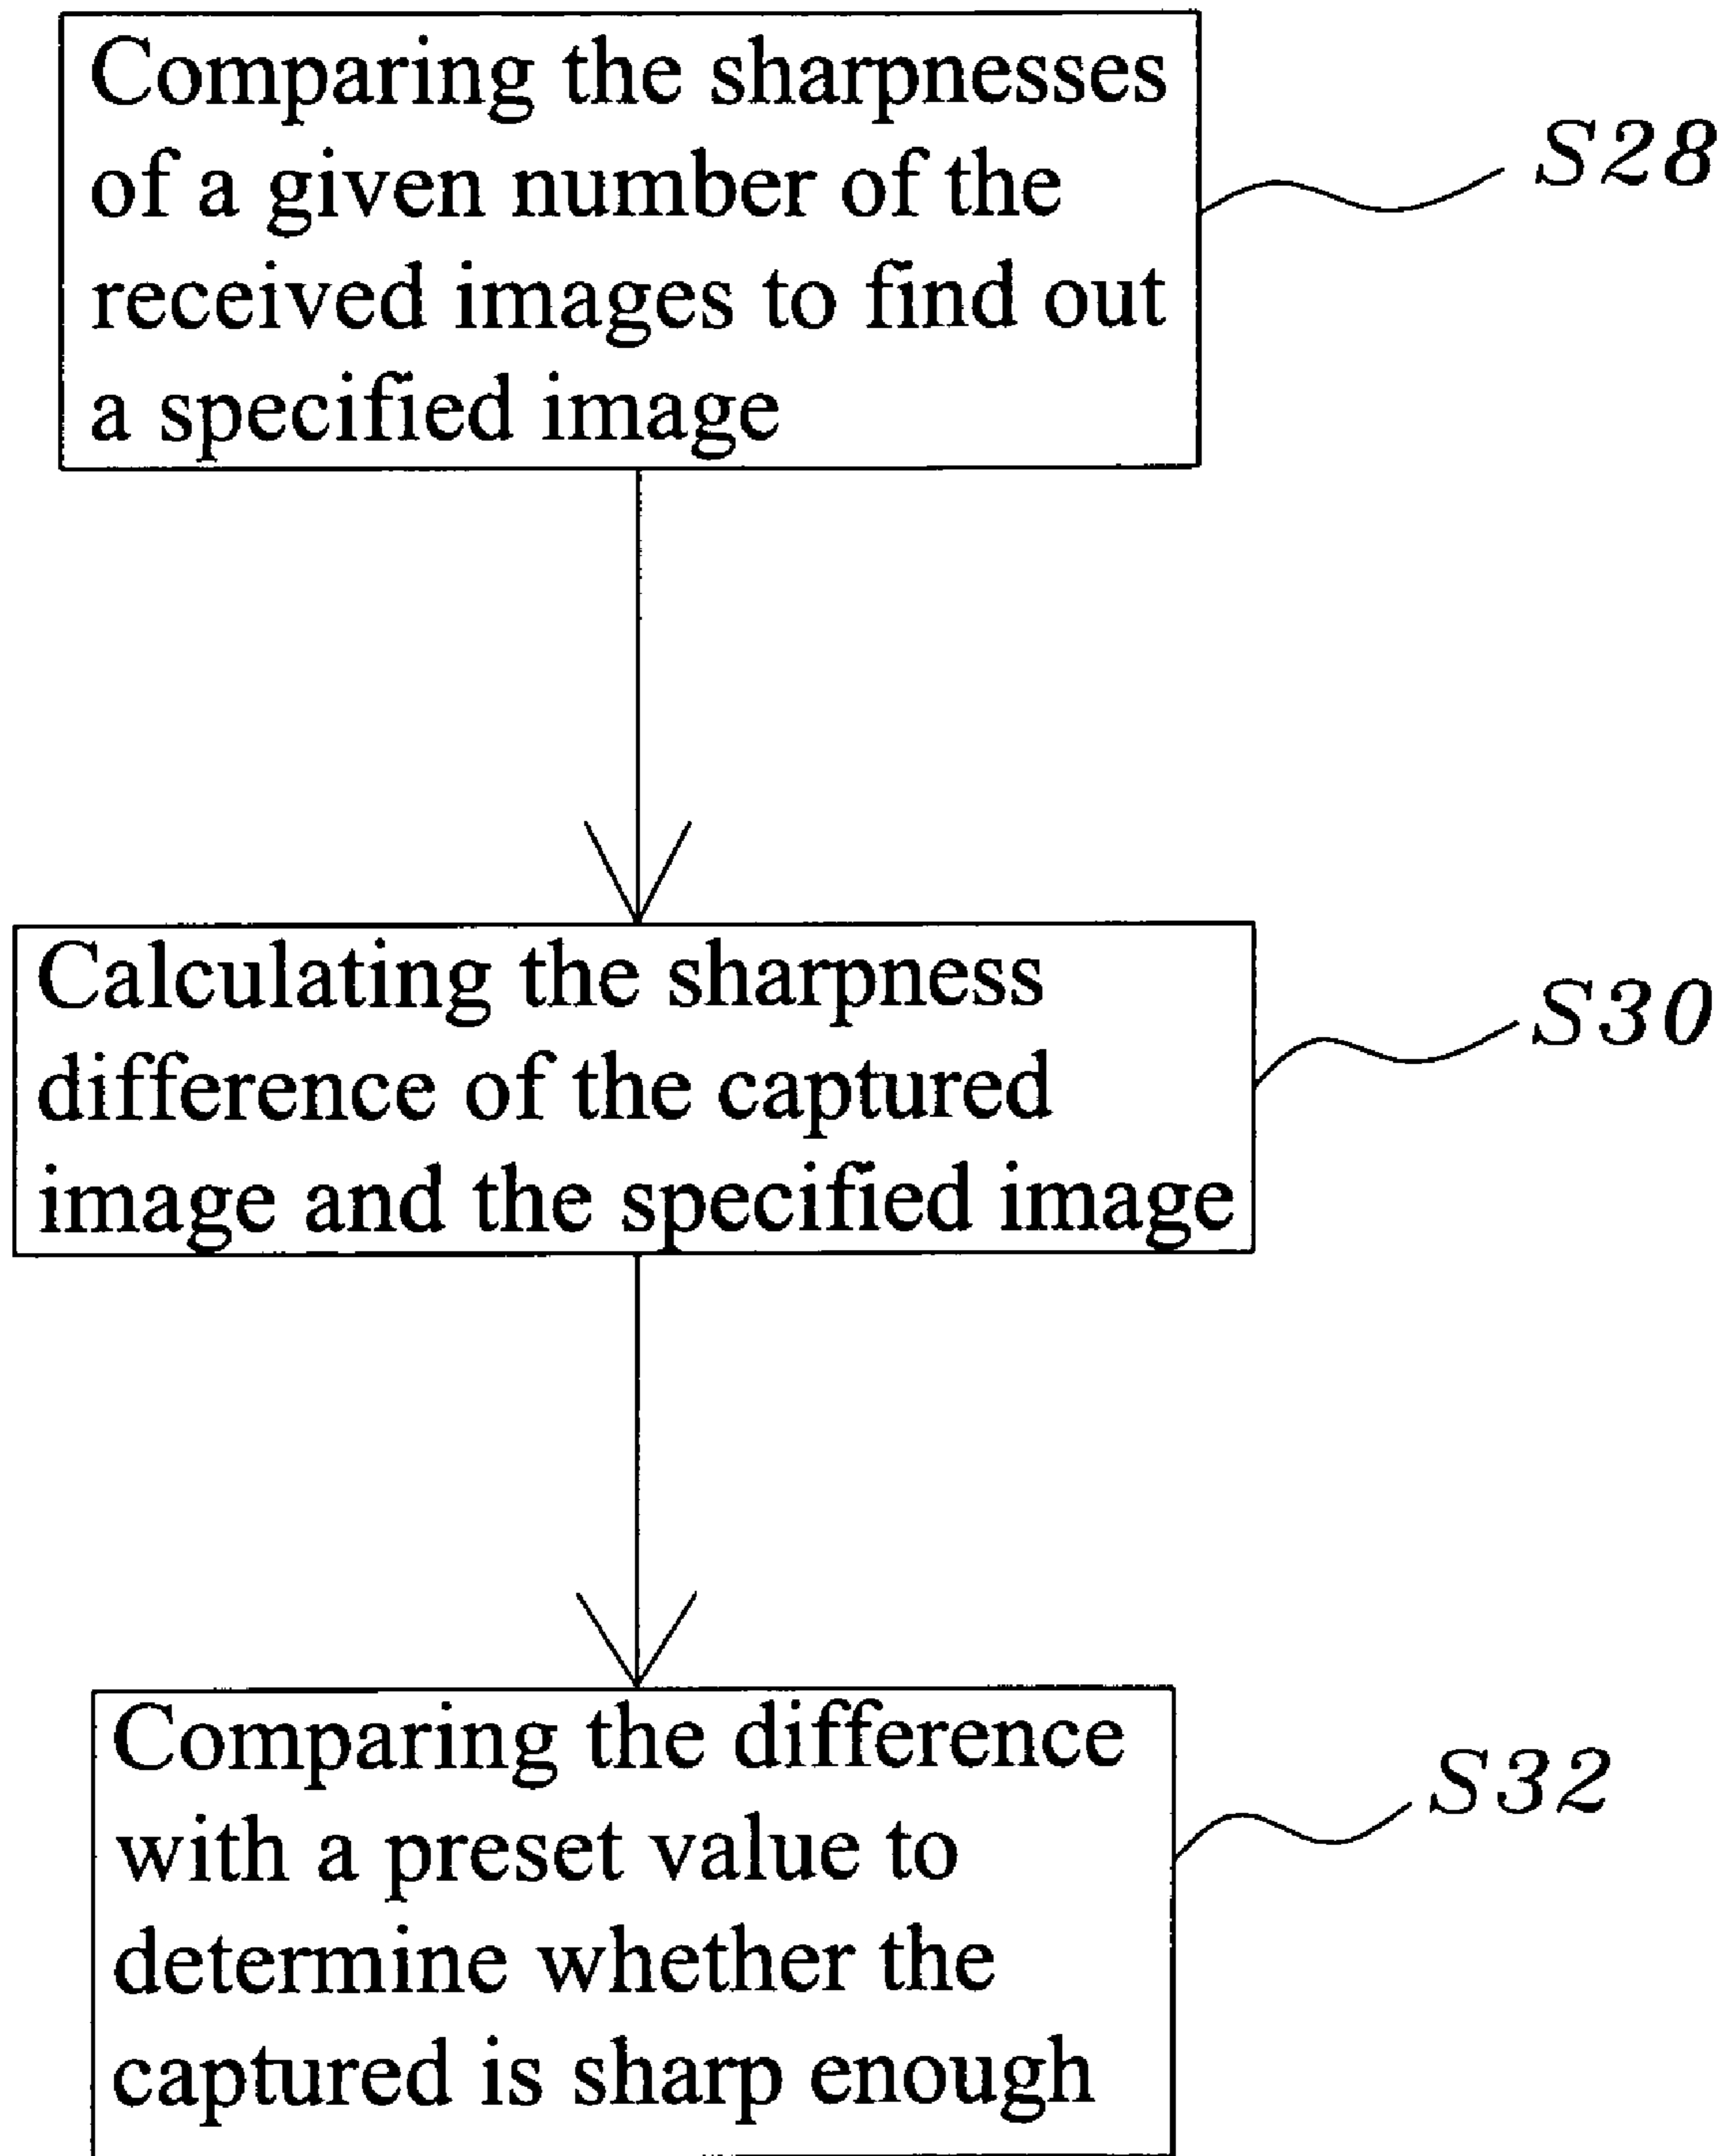 Comparing the sharpnesses
of a given number of the
received images to find out
a specified image
S28
Calculating the sharpness
difference of the captured
image and the specified image
S30
Comparing the difference
with a preset value to
determine whether the
captured is sharp enough
S32